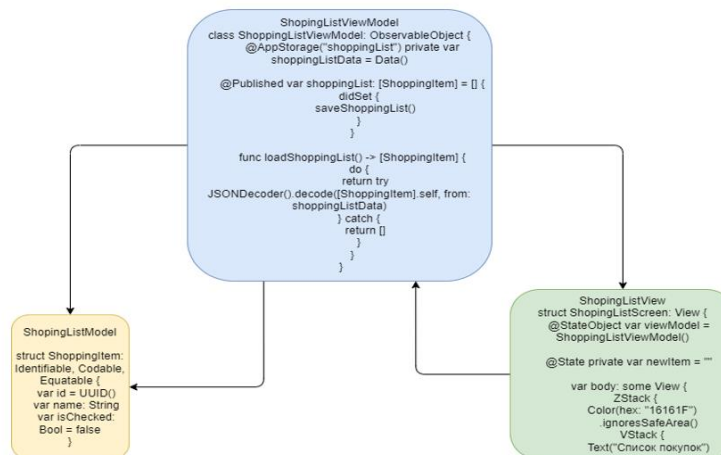 ShopingListViewModel
class ShoppingListViewModel: ObservableObject {
@AppStorage("shoppingList") private var
shoppingListData = Data()
@Published var shoppingList: [ShoppingItem] = [] {
didSet {
saveShoppingList()
}
}
func loadShoppingList() -> [ShoppingItem] {
do {
return try
JSONDecoder().decode([ShoppingItem].self, from:
shoppingListData)
} catch {
return []
}
}
}
ShopingListModel
struct ShoppingItem:
Identifiable, Codable,
Equatable {
var id = UUID()
var name: String
var isChecked:
Bool = false
}
ShopingListView
struct ShopingListScreen: View {
@StateObject var viewModel =
ShoppingListViewModel()
@State private var newItem = ""
var body: some View {
ZStack {
Color(hex: "16161F")
.ignoresSafeArea()
VStack {
Text("Список покупок")